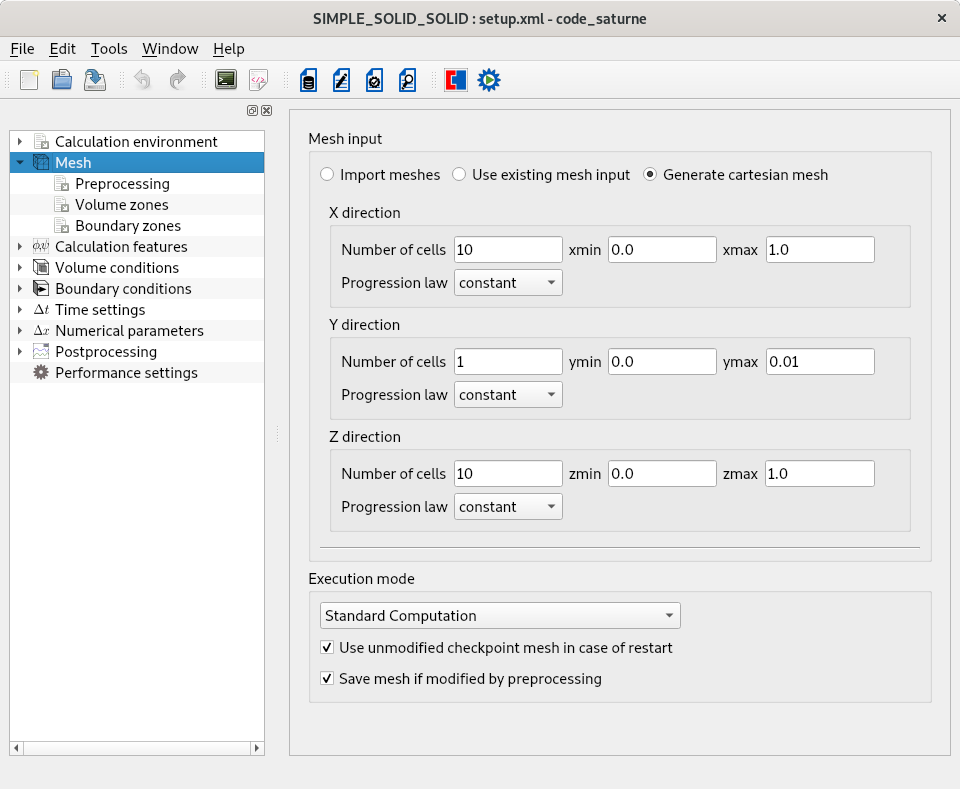 SIMPLE_SOLID_SOLID : setup.xml - code_saturne
File Edit Tools Window Help
Calculation environment
Mesh
Preprocessing
Volume zones
Boundary zones
φψ Calculation features
Volume conditions
Boundary conditions
Δt Time settings
Δx Numerical parameters
Postprocessing
Performance settings
Mesh input
Import meshes Use existing mesh input Generate cartesian mesh
X direction
Number of cells 10 xmin 0.0 xmax 1.0
Progression law constant
Y direction
Number of cells 1 ymin 0.0 ymax 0.01
Progression law constant
Z direction
Number of cells 10 zmin 0.0 zmax 1.0
Progression law constant
Execution mode
Standard Computation
Use unmodified checkpoint mesh in case of restart
Save mesh if modified by preprocessing